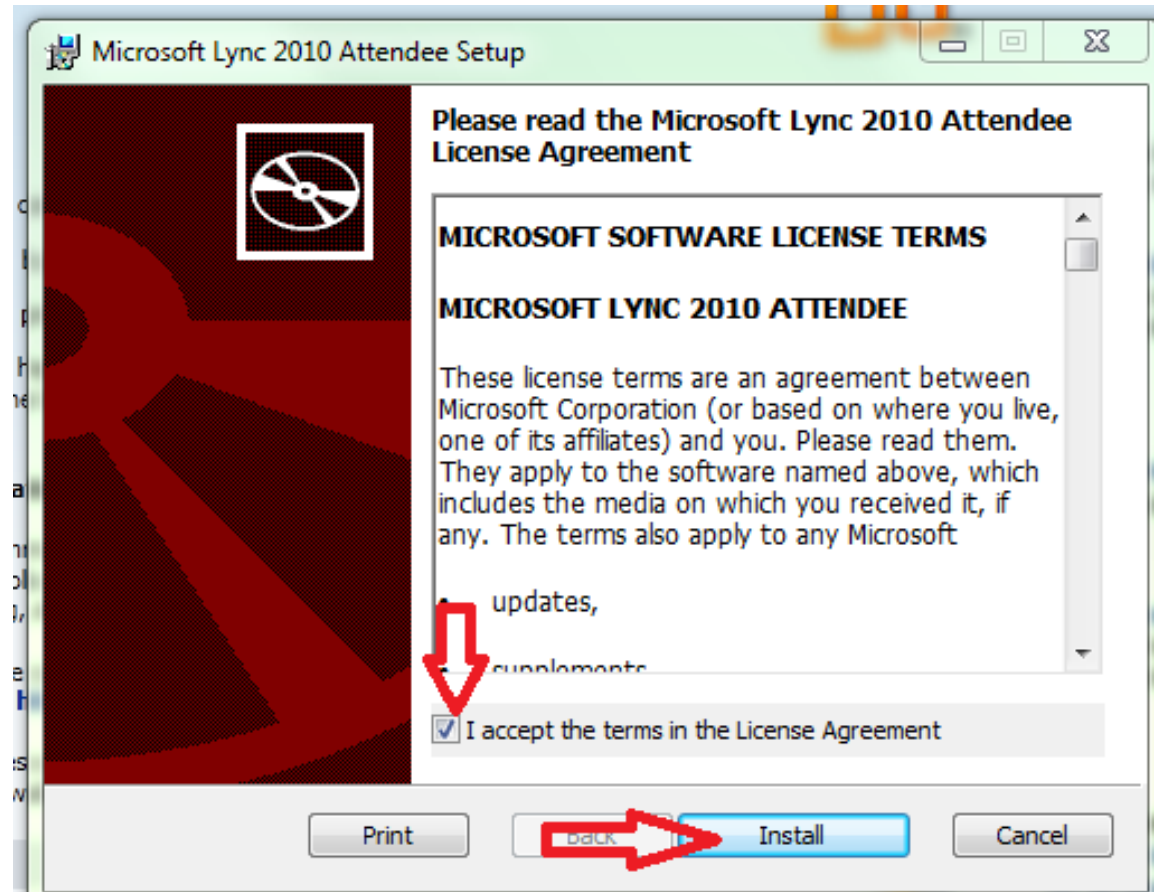 Microsoft Lync 2010 Attendee Setup
Please read the Microsoft Lync 2010 Attendee
License Agreement
MICROSOFT SOFTWARE LICENSE TERMS
MICROSOFT LYNC 2010 ATTENDEE
These license terms are an agreement between
Microsoft Corporation (or based on where you live,
one of its affiliates) and you. Please read them.
They apply to the software named above, which
includes the media on which you received it, if
any. The terms also apply to any Microsoft
• updates,
• supplements
I accept the terms in the License Agreement
Print
Back
Install
Cancel